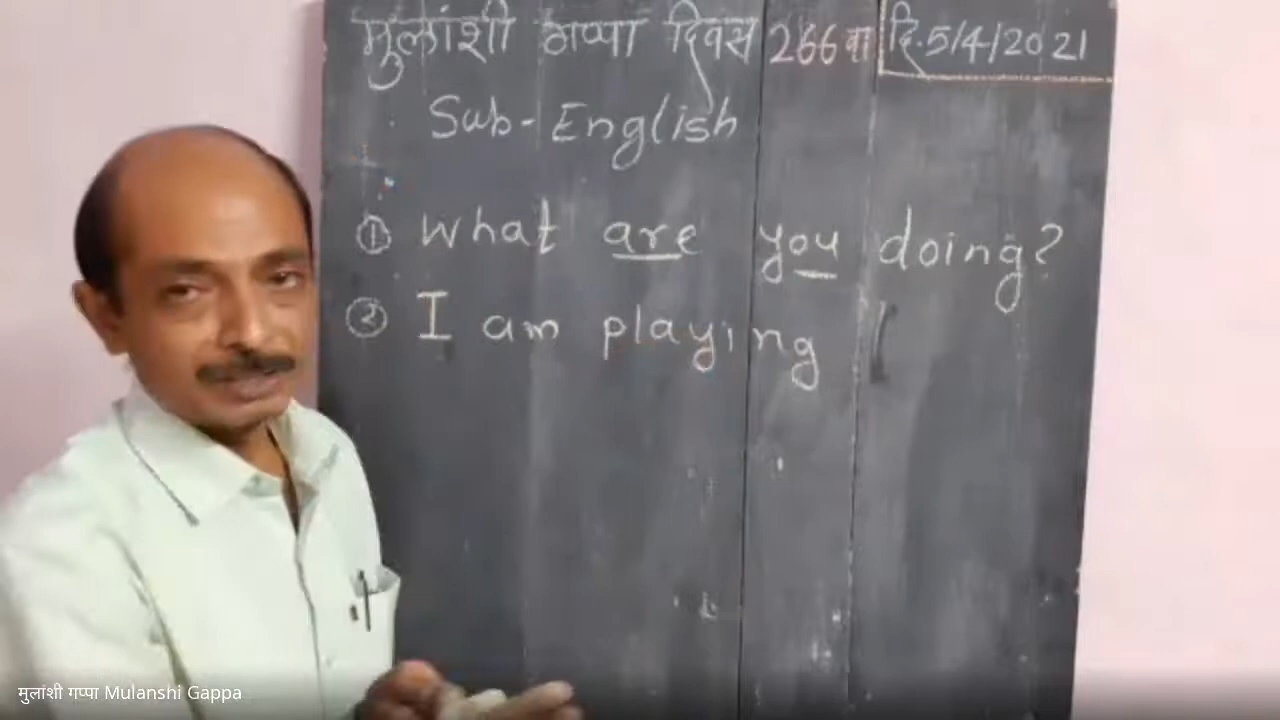 मुलांशी गप्पा दिवस 266 वा दि.5/4/2021
Sub-English
① What are you doing?
② I am playing
मुलांशी गप्पा Mulanshi Gappa